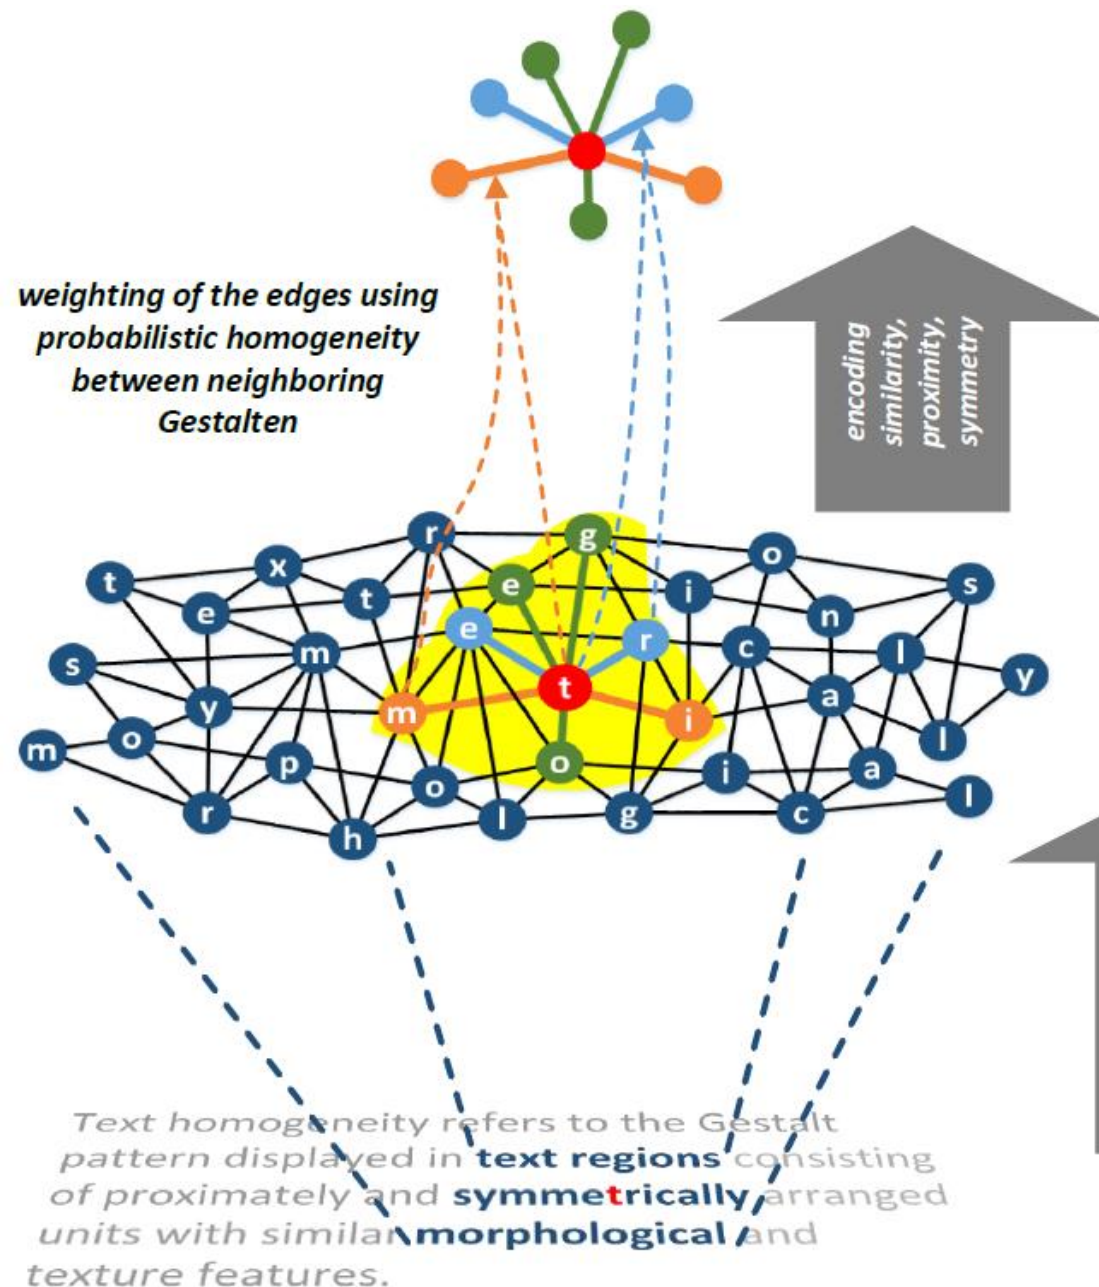 weighting of the edges using
probabilistic homogeneity
between neighboring
Gestalten
encoding
similarity,
proximity,
symmetry
t e x t r e g i o n s
s y m m e t r i c a l l y
m o r p h o l o g i c a l
Text homogeneity refers to the Gestalt
pattern displayed in text regions consisting
of proximately and symmetrically arranged
units with similar morphological and
texture features.